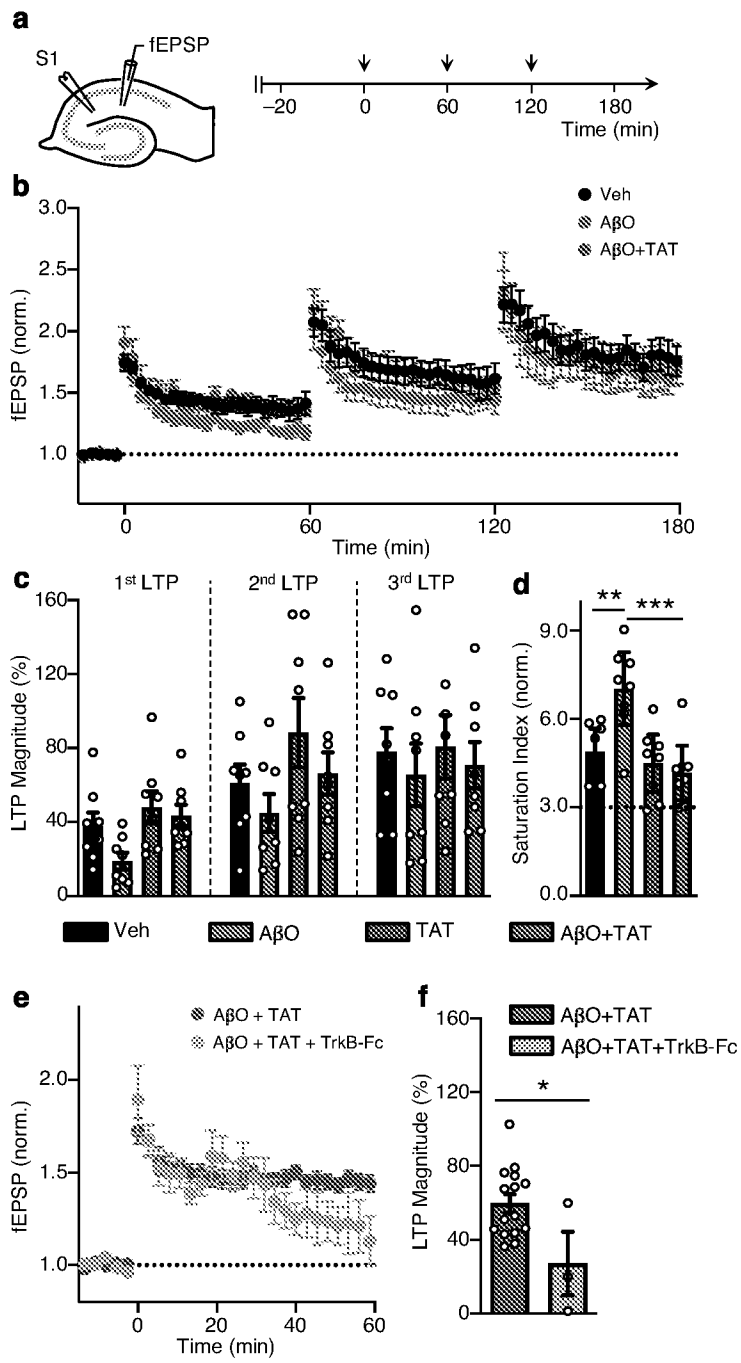 a
fEPSP
S1
−20 0 60 120 180
Time (min)
b
Veh
AβO
AβO+TAT
fEPSP (norm.)
3.0
2.5
2.0
1.5
1.0
0 60 120 180
Time (min)
c
1st LTP 2nd LTP 3rd LTP
LTP Magnitude (%)
160
120
80
40
0
d
** ***
Saturation Index (norm.)
9.0
6.0
3.0
0.0
Veh AβO TAT AβO+TAT
e
AβO + TAT
AβO + TAT + TrkB-Fc
fEPSP (norm.)
2.0
1.5
1.0
0 20 40 60
Time (min)
f
AβO+TAT
AβO+TAT+TrkB-Fc
LTP Magnitude (%)
160
120
80
40
0
*